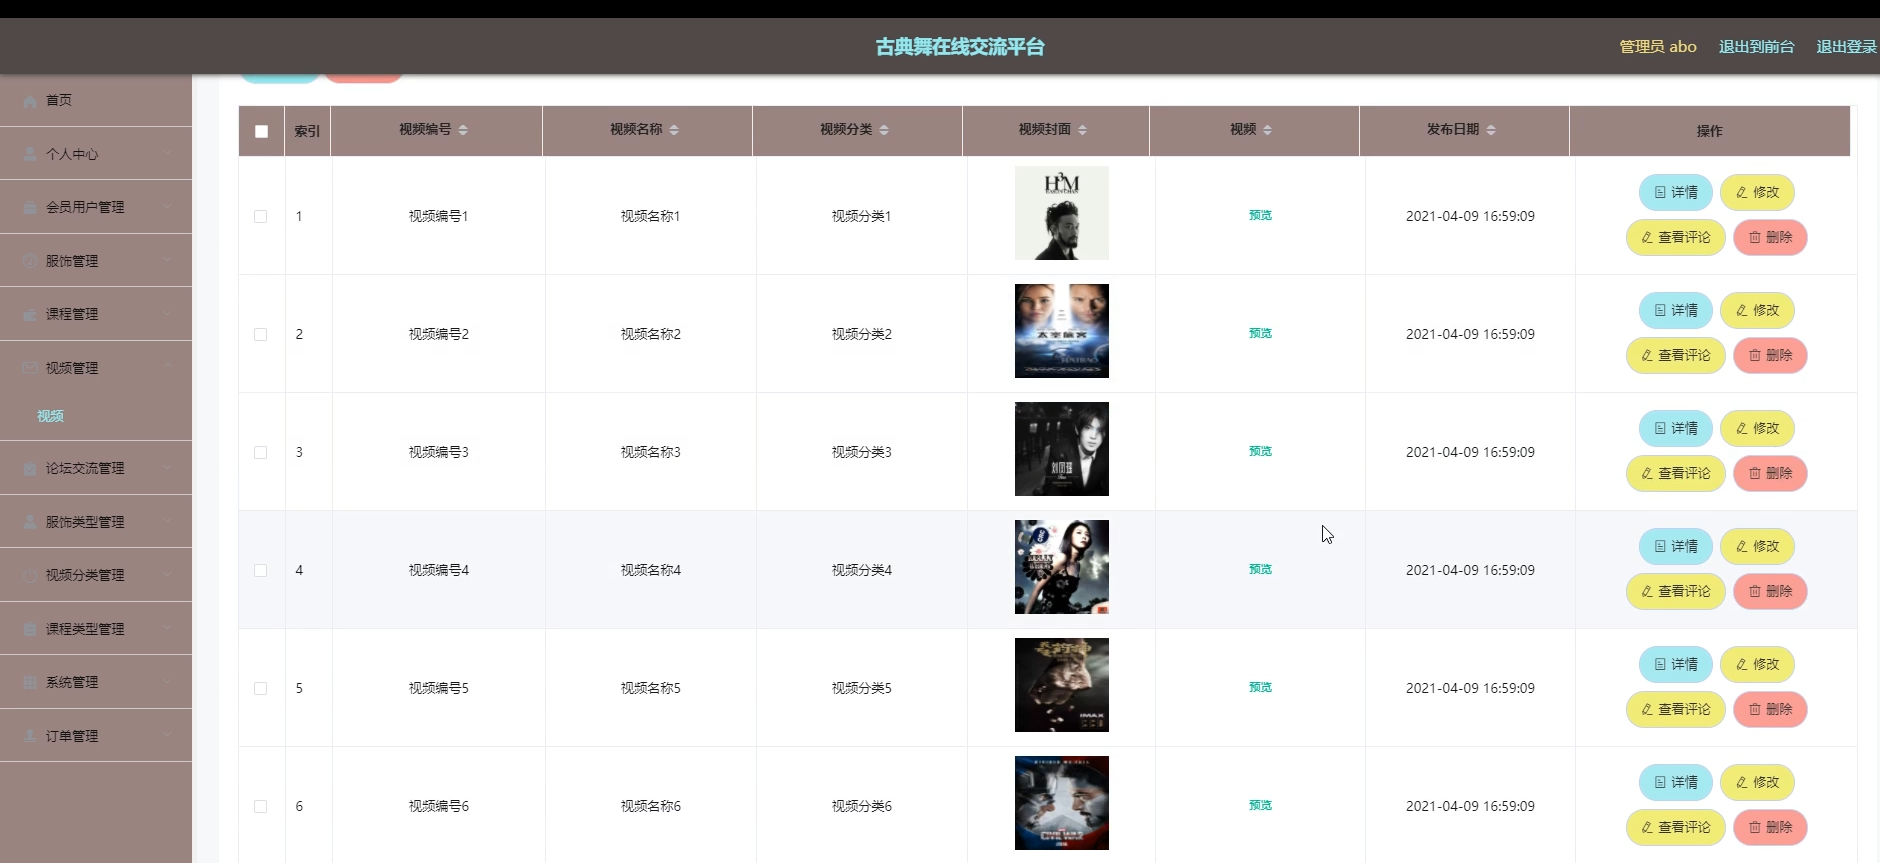 古典舞在线交流平台
管理员 abo 退出到前台 退出登录
首页
个人中心
会员用户管理
服饰管理
课程管理
视频管理
视频
论坛交流管理
服饰类型管理
视频分类管理
课程类型管理
系统管理
订单管理
索引 视频编号 视频名称 视频分类 视频封面 视频 发布日期 操作
H3M
1 视频编号1 视频名称1 视频分类1 预览 2021-04-09 16:59:09 详情 修改
查看评论 删除
太空旅客
2 视频编号2 视频名称2 视频分类2 预览 2021-04-09 16:59:09 详情 修改
查看评论 删除
3 视频编号3 视频名称3 视频分类3 预览 2021-04-09 16:59:09 详情 修改
查看评论 删除
4 视频编号4 视频名称4 视频分类4 预览 2021-04-09 16:59:09 详情 修改
查看评论 删除
5 视频编号5 视频名称5 视频分类5 预览 2021-04-09 16:59:09 详情 修改
查看评论 删除
IMAX
6 视频编号6 视频名称6 视频分类6 预览 2021-04-09 16:59:09 详情 修改
查看评论 删除
CIVIL WAR